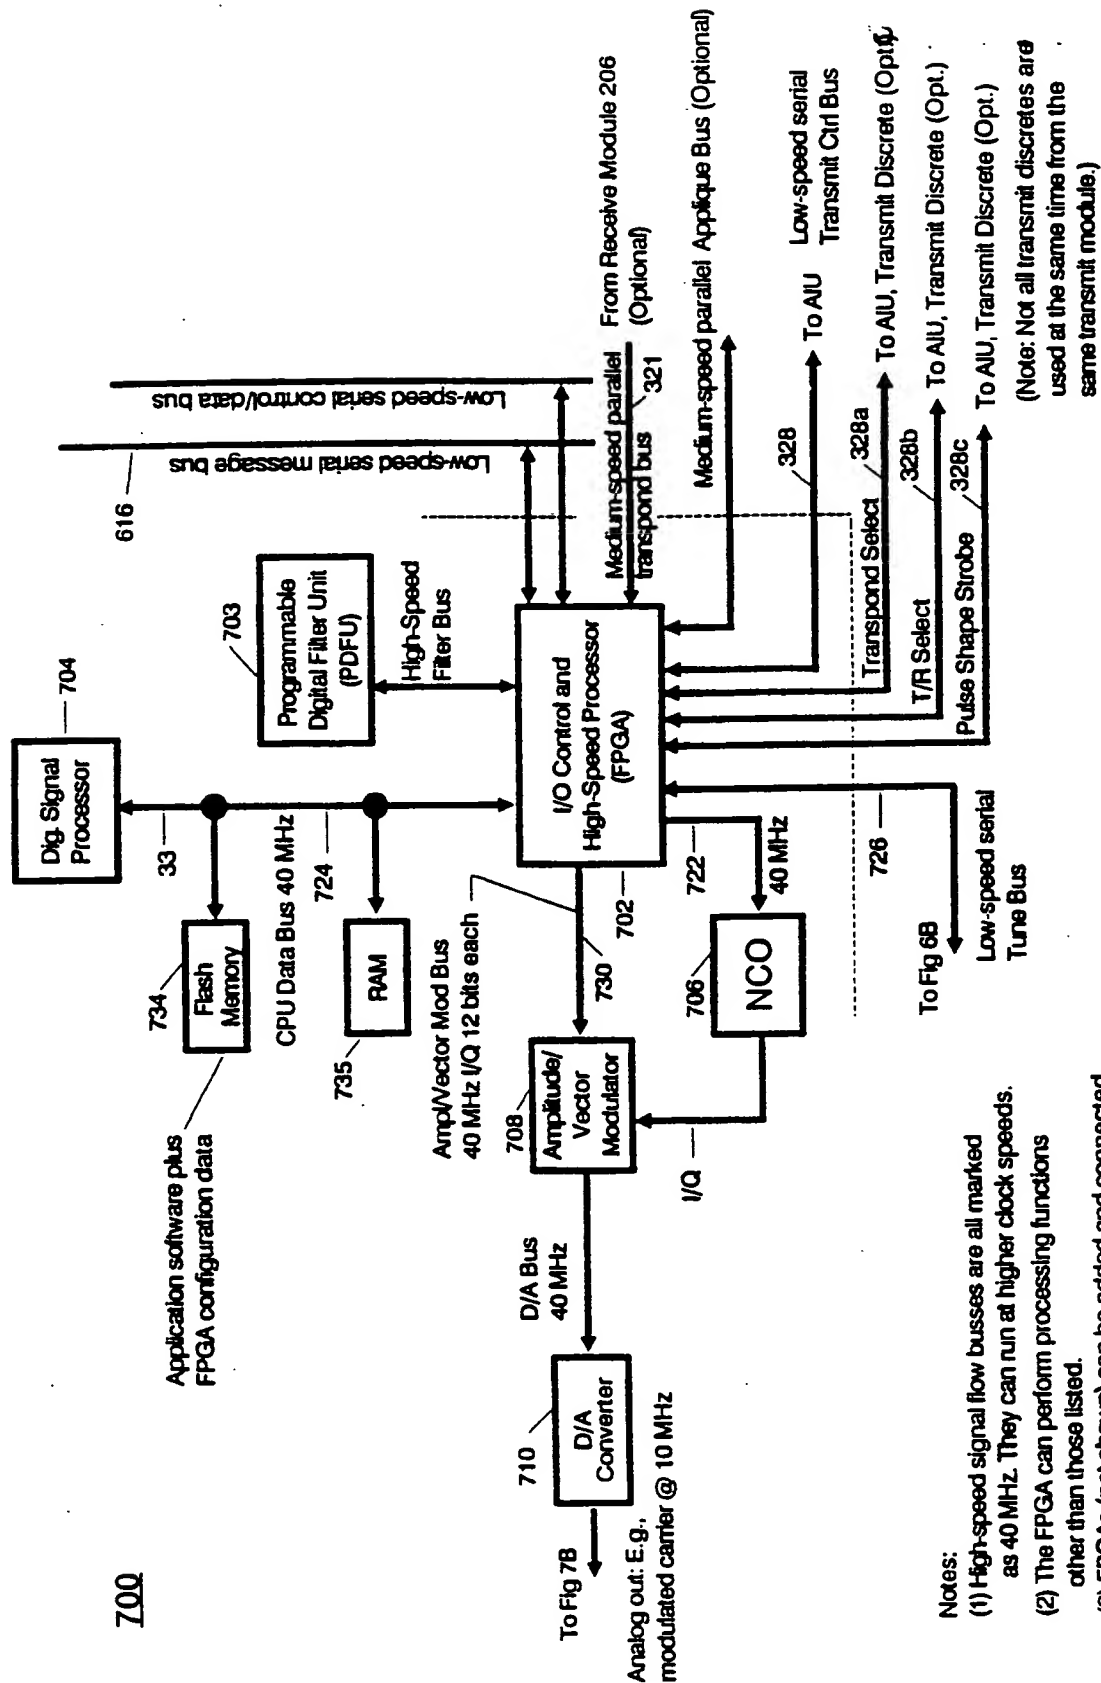 700
704
Dig. Signal
Processor
33
734
Flash
Memory
Application software plus
FPGA configuration data
CPU Data Bus 40 MHz
724
735
RAM
703
Programmable
Digital Filter Unit
(PDFU)
High-Speed
Filter Bus
616
Low-speed serial message bus
Low-speed serial control/data bus
Medium-speed parallel
transpond bus
321
From Receive Module 206
(Optional)
Medium-speed parallel Applique Bus (Optional)
I/O Control and
High-Speed Processor
(FPGA)
702
Ampl/Vector Mod Bus
40 MHz I/Q 12 bits each
730
708
Amplitude/
Vector
Modulator
I/Q
706
NCO
722
40 MHz
D/A Bus
40 MHz
710
D/A
Converter
To Fig 7B
Analog out: E.g.,
modulated carrier @ 10 MHz
328
To AIU
Low-speed serial
Transmit Ctrl Bus
Transpond Select
328a
To AIU, Transmit Discrete
T/R Select
328b
To AIU, Transmit Discrete (Opt.)
Pulse Shape Strobe
328c
To AIU, Transmit Discrete (Opt.)
(Note: Not all transmit discretes are
used at the same time from the
same transmit module.)
726
To Fig 6B
Low-speed serial
Tune Bus
Notes:
(1) High-speed signal flow busses are all marked
as 40 MHz. They can run at higher clock speeds.
(2) The FPGA can perform processing functions
other than those listed.